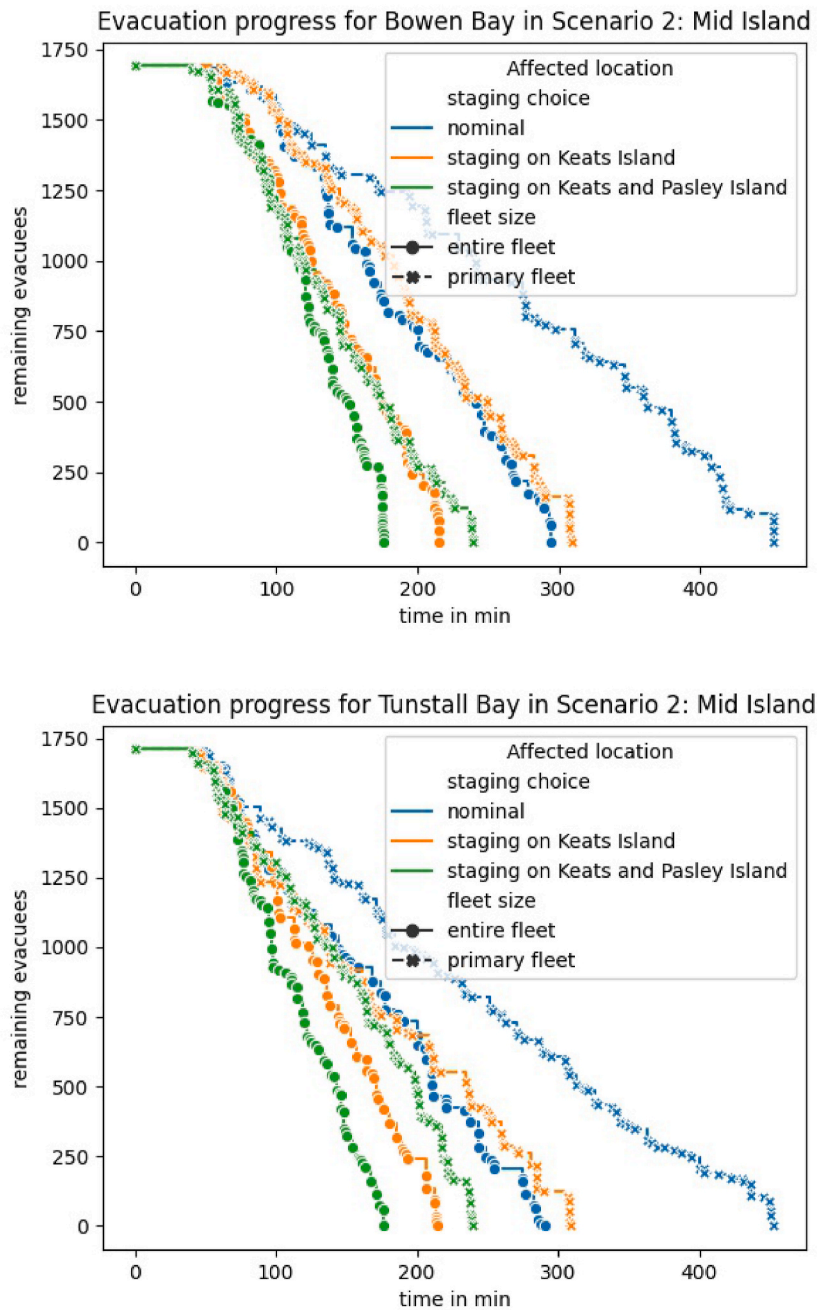 Evacuation progress for Bowen Bay in Scenario 2: Mid Island
1750
1500
1250
1000
750
500
250
0
remaining evacuees
Affected location
staging choice
nominal
staging on Keats Island
staging on Keats and Pasley Island
fleet size
entire fleet
primary fleet
0 100 200 300 400
time in min
Evacuation progress for Tunstall Bay in Scenario 2: Mid Island
1750
1500
1250
1000
750
500
250
0
remaining evacuees
Affected location
staging choice
nominal
staging on Keats Island
staging on Keats and Pasley Island
fleet size
entire fleet
primary fleet
0 100 200 300 400
time in min